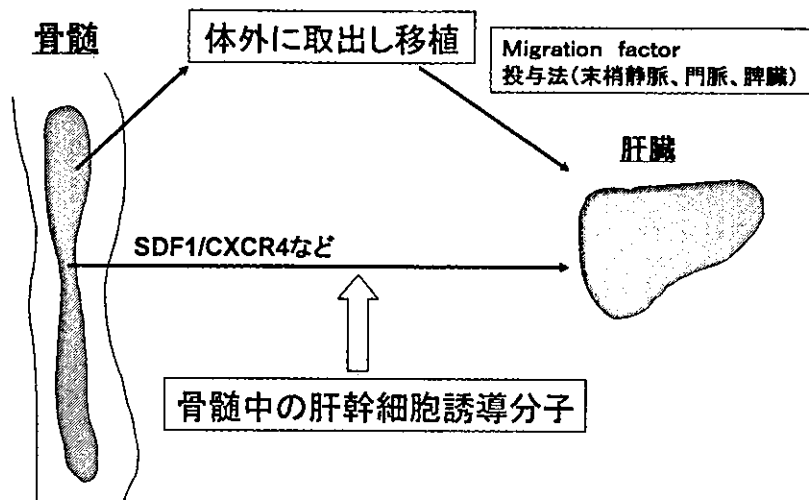 骨髄
体外に取出し移植
Migration factor
投与法（末梢静脈、門脈、脾臓）
肝臓
SDF1/CXCR4など
骨髄中の肝幹細胞誘導分子